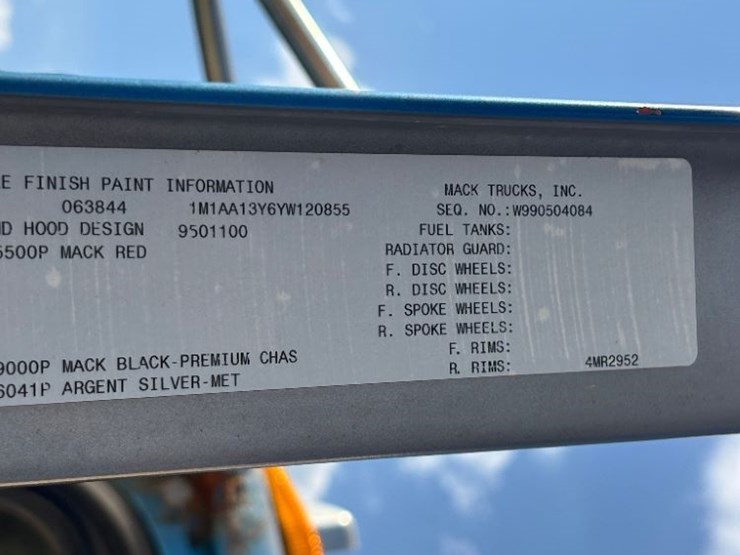 E FINISH PAINT INFORMATION
063844 1M1AA13Y6YW120855
D HOOD DESIGN 9501100
5500P MACK RED
9000P MACK BLACK-PREMIUM CHAS
6041P ARGENT SILVER-MET
MACK TRUCKS, INC.
SEQ. NO.:W990504084
FUEL TANKS:
RADIATOR GUARD:
F. DISC WHEELS:
R. DISC WHEELS:
F. SPOKE WHEELS:
R. SPOKE WHEELS:
F. RIMS:
R. RIMS: 4MR2952